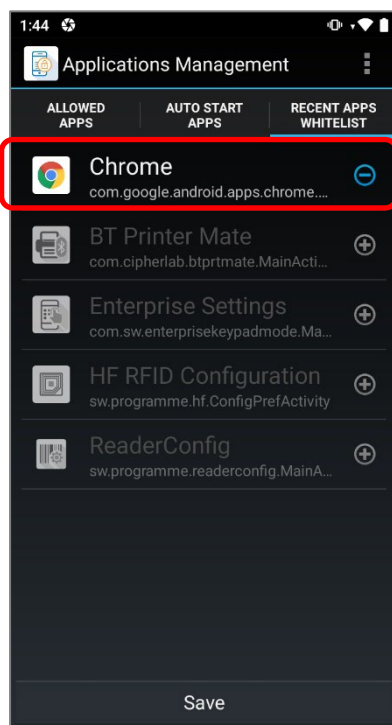 1:44
Applications Management
ALLOWED APPS
AUTO START APPS
RECENT APPS WHITELIST
Chrome
com.google.android.apps.chrome....
BT Printer Mate
com.cipherlab.btprtmate.MainActi...
Enterprise Settings
com.sw.enterprisekeypadmode.Ma...
HF RFID Configuration
sw.programme.hf.ConfigPrefActivity
ReaderConfig
sw.programme.readerconfig.MainA...
Save